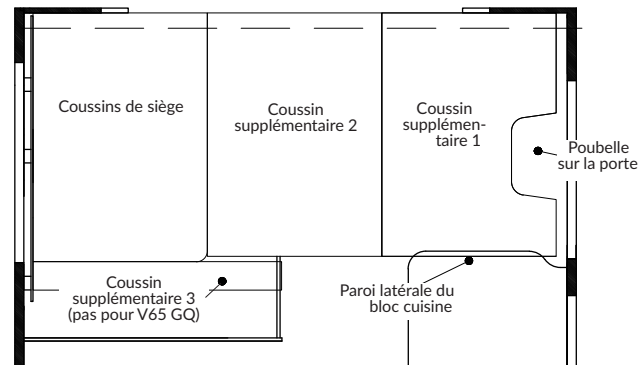 Coussins de siège
Coussin
supplémentaire 2
Coussin
supplémen-
taire 1
Poubelle
sur la porte
Coussin
supplémentaire 3
(pas pour V65 GQ)
Paroi latérale du
bloc cuisine